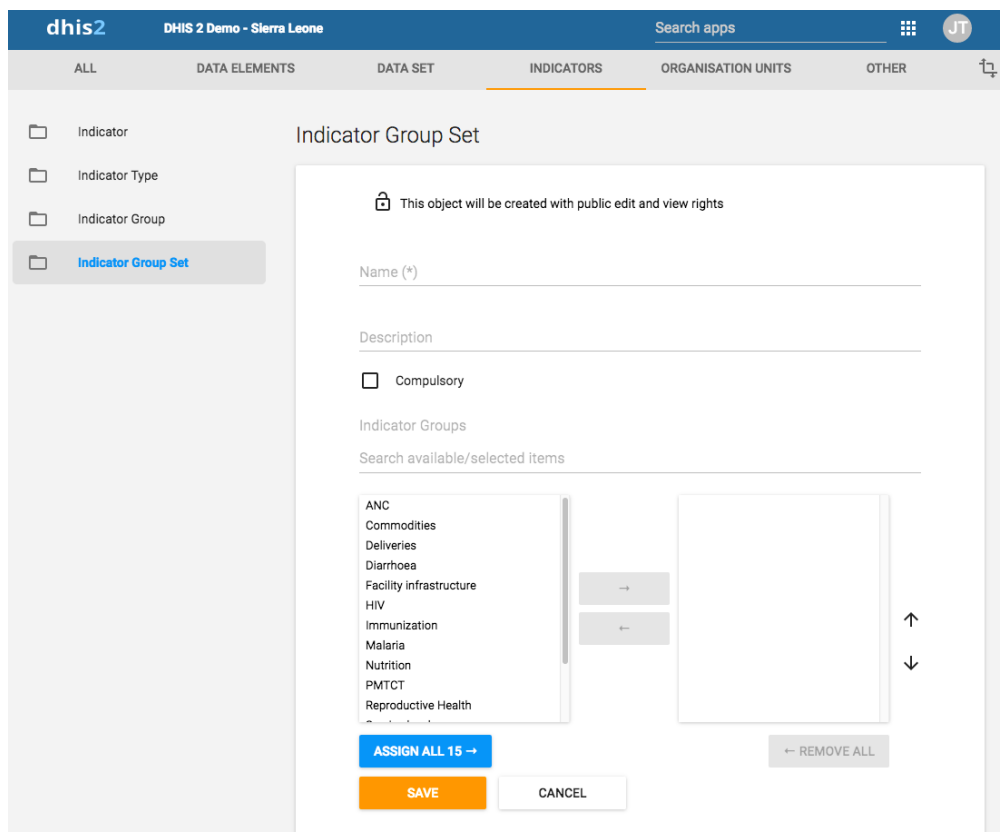 dhis2 DHIS 2 Demo - Sierra Leone Search apps JT
ALL DATA ELEMENTS DATA SET INDICATORS ORGANISATION UNITS OTHER
Indicator
Indicator Type
Indicator Group
Indicator Group Set
Indicator Group Set
This object will be created with public edit and view rights
Name (*)
Description
Compulsory
Indicator Groups
Search available/selected items
ANC
Commodities
Deliveries
Diarrhoea
Facility infrastructure
HIV
Immunization
Malaria
Nutrition
PMTCT
Reproductive Health
→
←
↑
↓
ASSIGN ALL 15 →
← REMOVE ALL
SAVE CANCEL